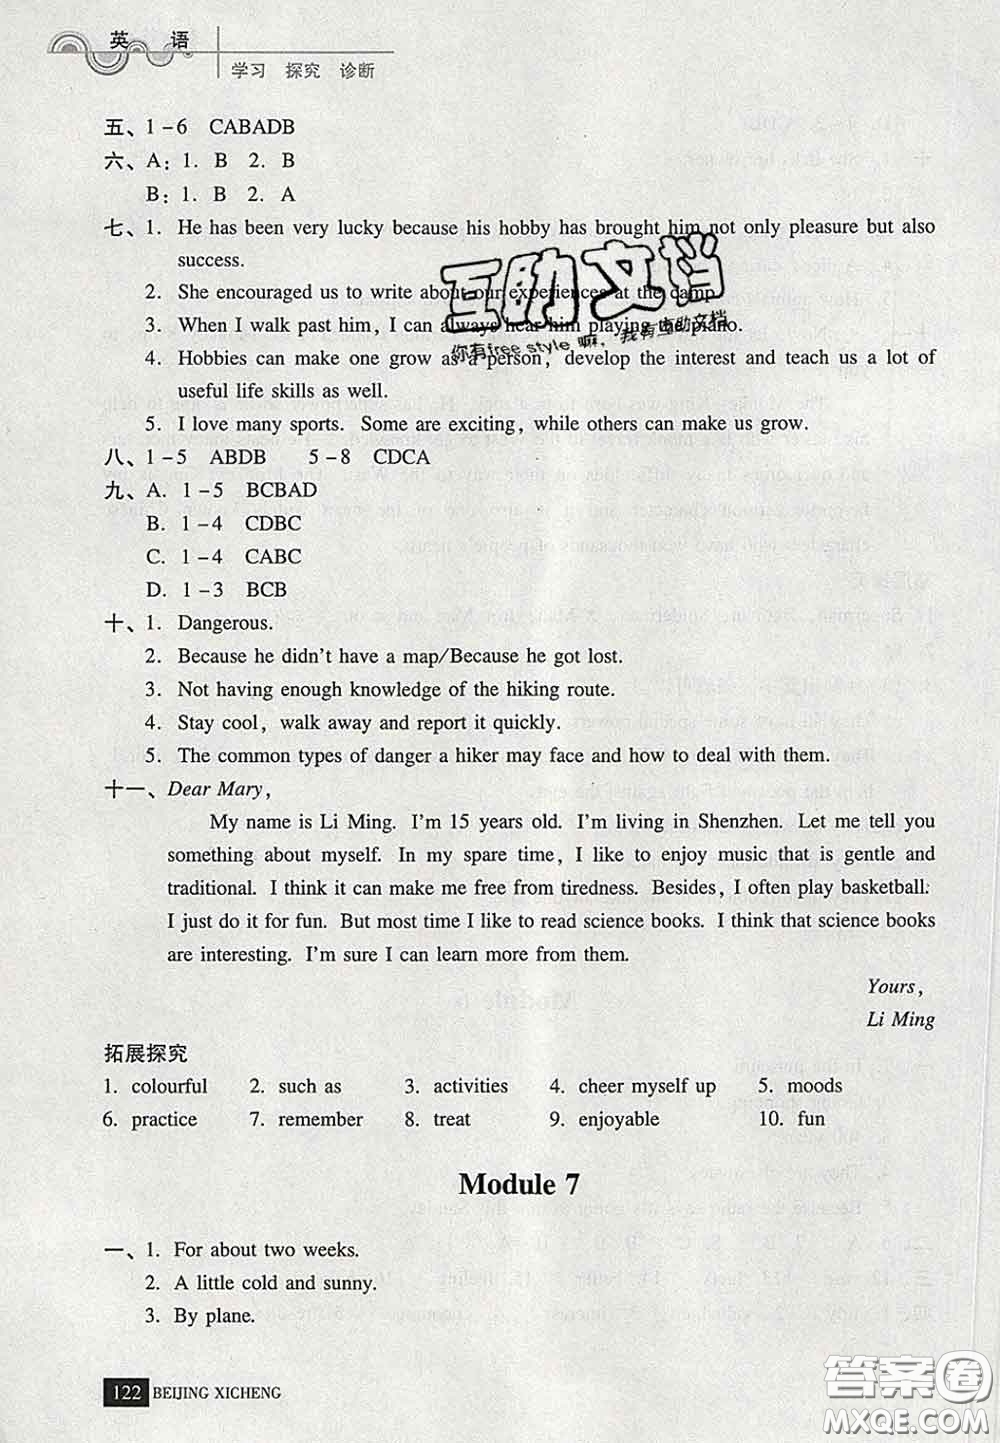 英 语
学习 探究 诊断
五、1-6 CABADB
六、A: 1. B 2. B
B: 1. B 2. A
七、1. He has been very lucky because his hobby has brought him not only pleasure but also
success.
2. She encouraged us to write about our experiences at the camp.
3. When I walk past him, I can always hear him playing the piano.
4. Hobbies can make one grow as a person, develop the interest and teach us a lot of
useful life skills as well.
5. I love many sports. Some are exciting, while others can make us grow.
互助文档
你有free style嘛,我有互助文档
八、1-5 ABDB 5-8 CDCA
九、A. 1-5 BCBAD
B. 1-4 CDBC
C. 1-4 CABC
D. 1-3 BCB
十、1. Dangerous.
2. Because he didn't have a map/Because he got lost.
3. Not having enough knowledge of the hiking route.
4. Stay cool, walk away and report it quickly.
5. The common types of danger a hiker may face and how to deal with them.
十一、Dear Mary,
My name is Li Ming. I'm 15 years old. I'm living in Shenzhen. Let me tell you
something about myself. In my spare time, I like to enjoy music that is gentle and
traditional. I think it can make me free from tiredness. Besides, I often play basketball.
I just do it for fun. But most time I like to read science books. I think that science books
are interesting. I'm sure I can learn more from them.
Yours,
Li Ming
拓展探究
1. colourful 2. such as 3. activities 4. cheer myself up 5. moods
6. practice 7. remember 8. treat 9. enjoyable 10. fun
Module 7
一、1. For about two weeks.
2. A little cold and sunny.
3. By plane.
122 BEIJING XICHENG
答案圈
MXQE.COM